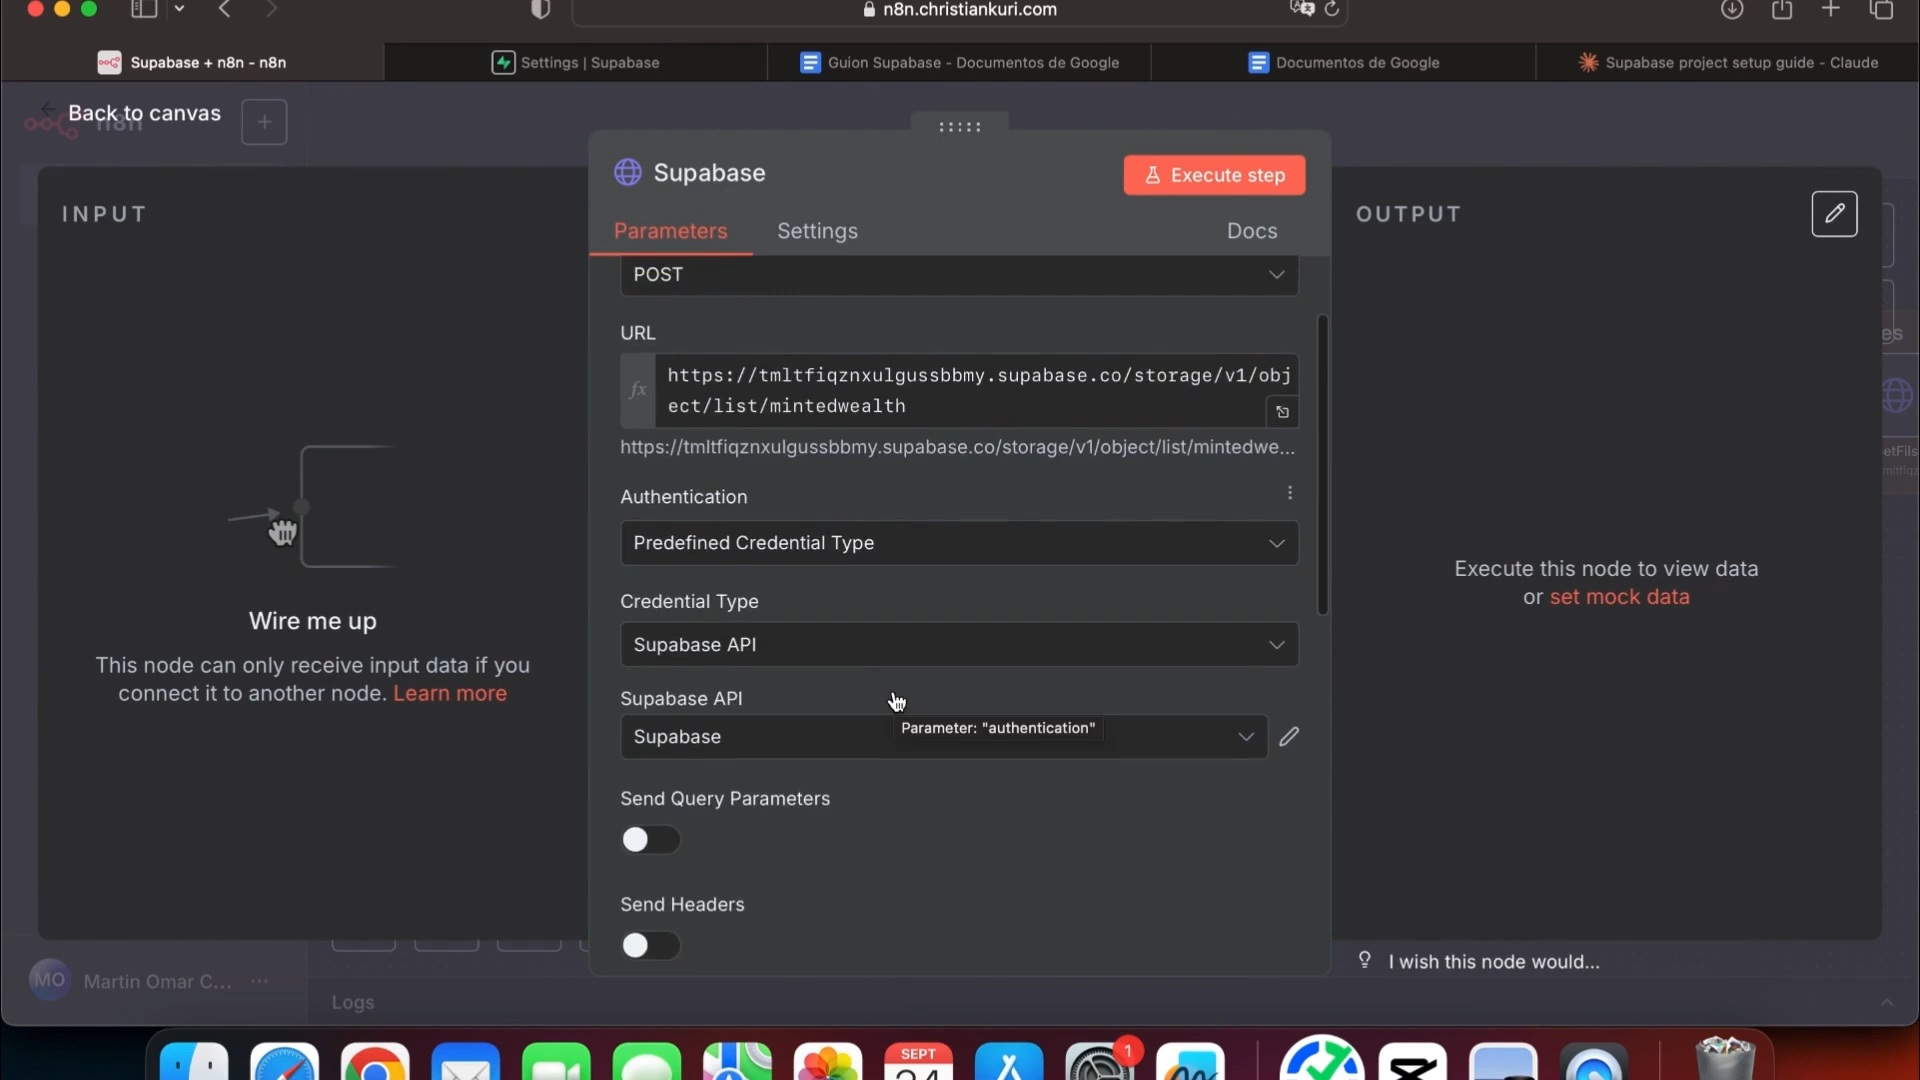 n8n.christiankuri.com
Supabase + n8n - n8n
Settings | Supabase
Guion Supabase - Documentos de Google
Documentos de Google
Supabase project setup guide - Claude
Back to canvas
n8n
+
INPUT
Supabase
Execute step
Parameters
Settings
Docs
OUTPUT
POST
URL
fx
https://tmltfiqznxulgussbbmy.supabase.co/storage/v1/obj
ect/list/mintedwealth
https://tmltfiqznxulgussbbmy.supabase.co/storage/v1/object/list/mintedwe...
Authentication
Predefined Credential Type
Credential Type
Supabase API
Supabase API
Parameter: "authentication"
Supabase
Send Query Parameters
Send Headers
Wire me up
This node can only receive input data if you
connect it to another node. Learn more
Execute this node to view data
or set mock data
I wish this node would...
MO
Martin Omar C...
Logs
SEPT
24
1